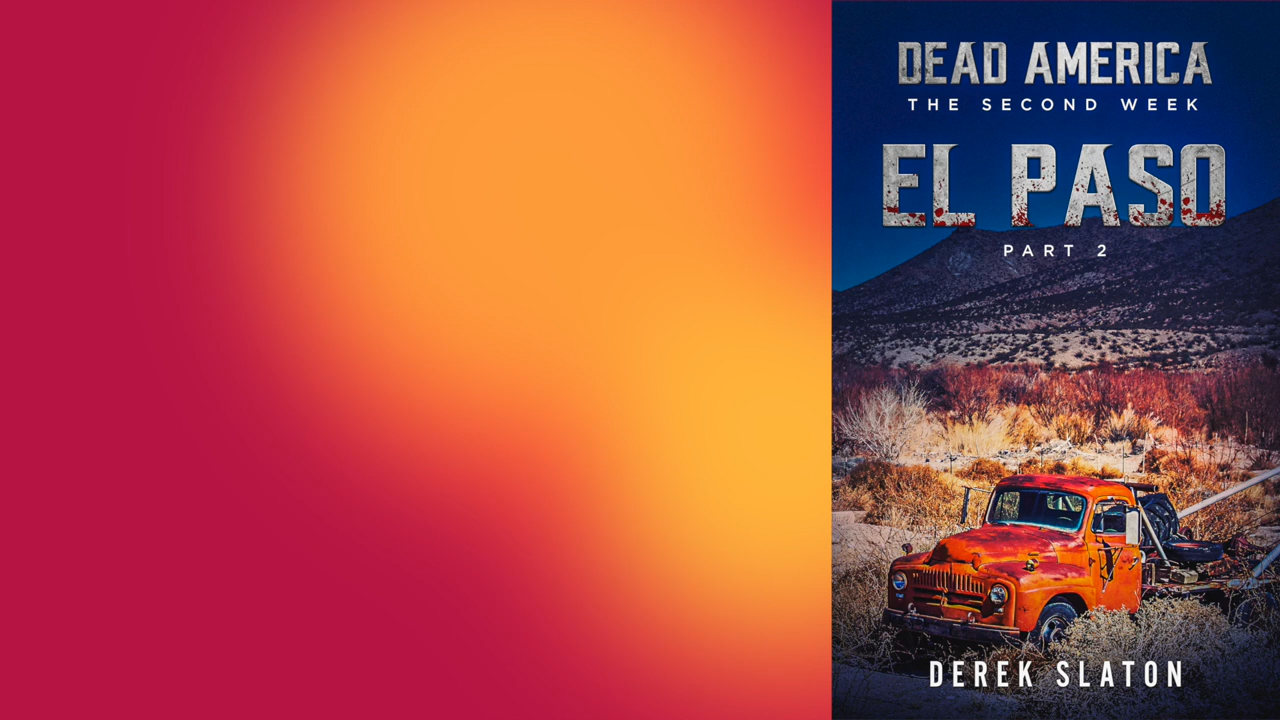 DEAD AMERICA
THE SECOND WEEK
EL PASO
PART 2
DEREK SLATON